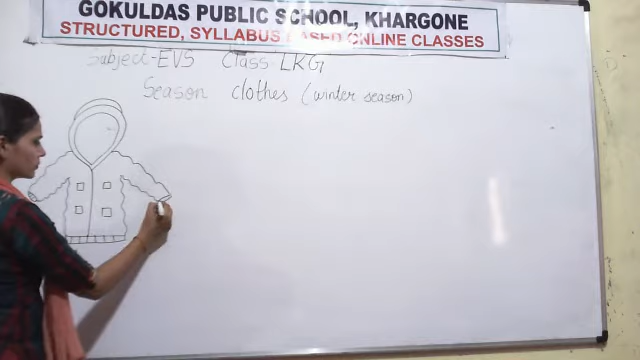 GOKULDAS PUBLIC SCHOOL, KHARGONE
STRUCTURED, SYLLABUS BASED ONLINE CLASSES
Subject-EVS Class-LKG
Season clothes (winter season)